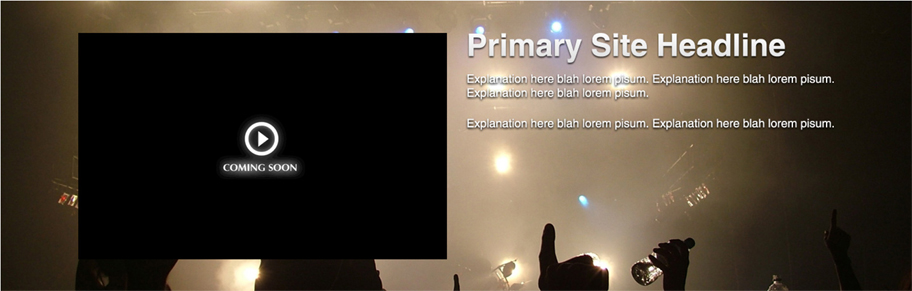 Primary Site Headline
Explanation here blah lorem pisum. Explanation here blah lorem pisum.
Explanation here blah lorem pisum.
Explanation here blah lorem pisum. Explanation here blah lorem pisum.
COMING SOON